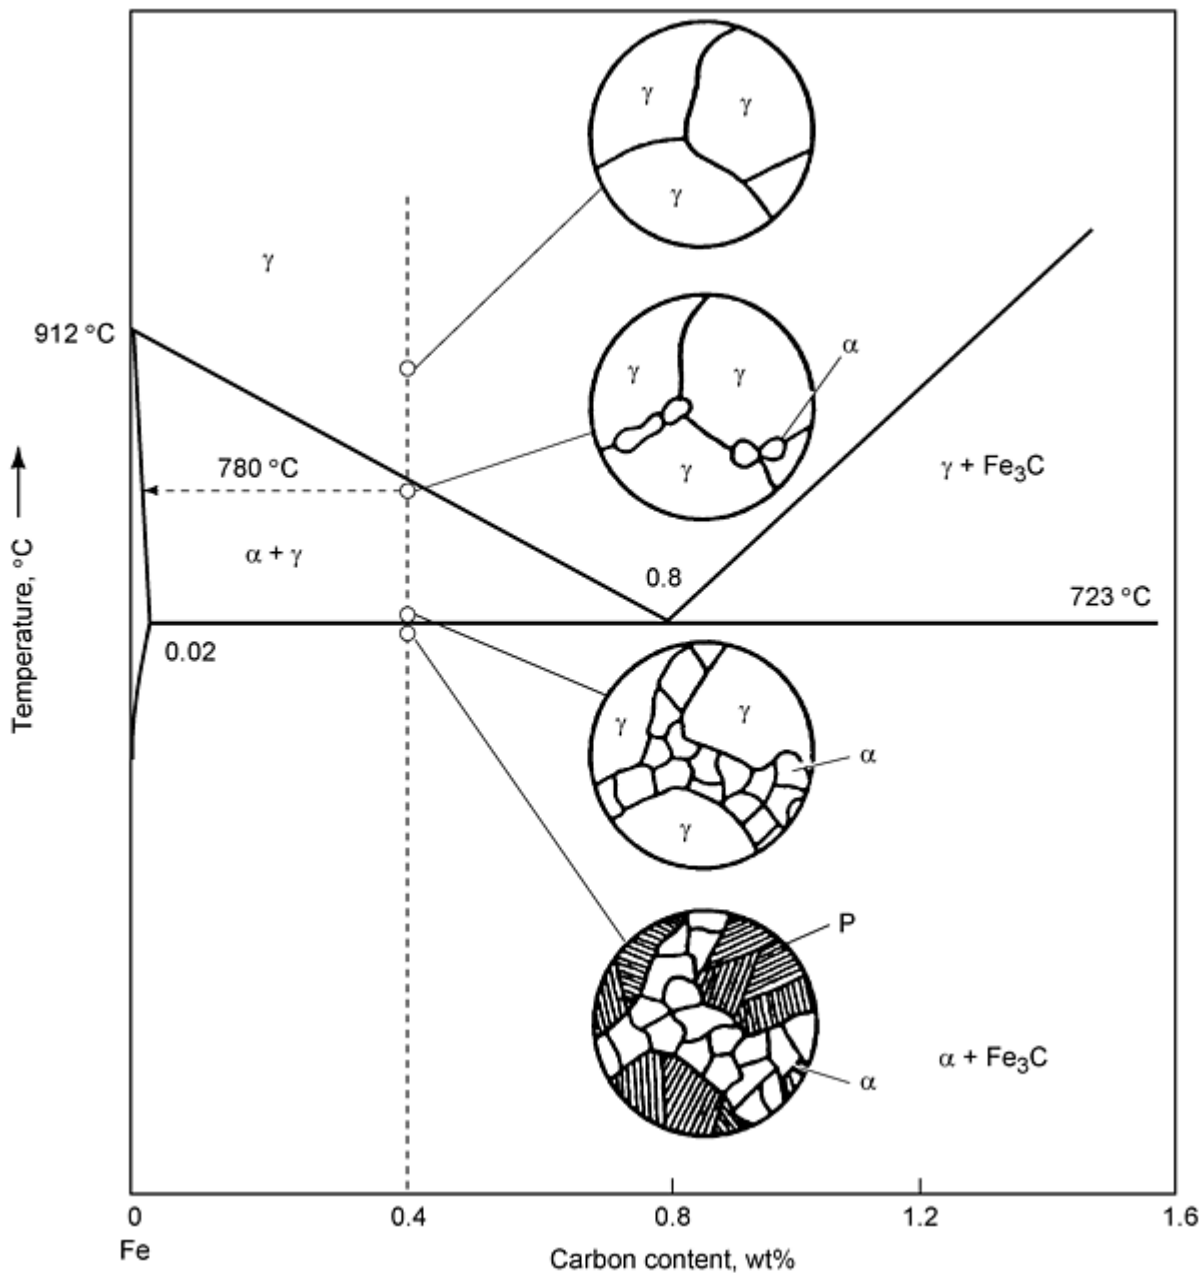 γ
γ
γ
γ
912 °C
α
γ
γ
γ
780 °C
γ + Fe₃C
α + γ
0.8
723 °C
0.02
Temperature, °C
γ
γ
α
γ
P
α + Fe₃C
α
0
0.4
0.8
1.2
1.6
Fe
Carbon content, wt%